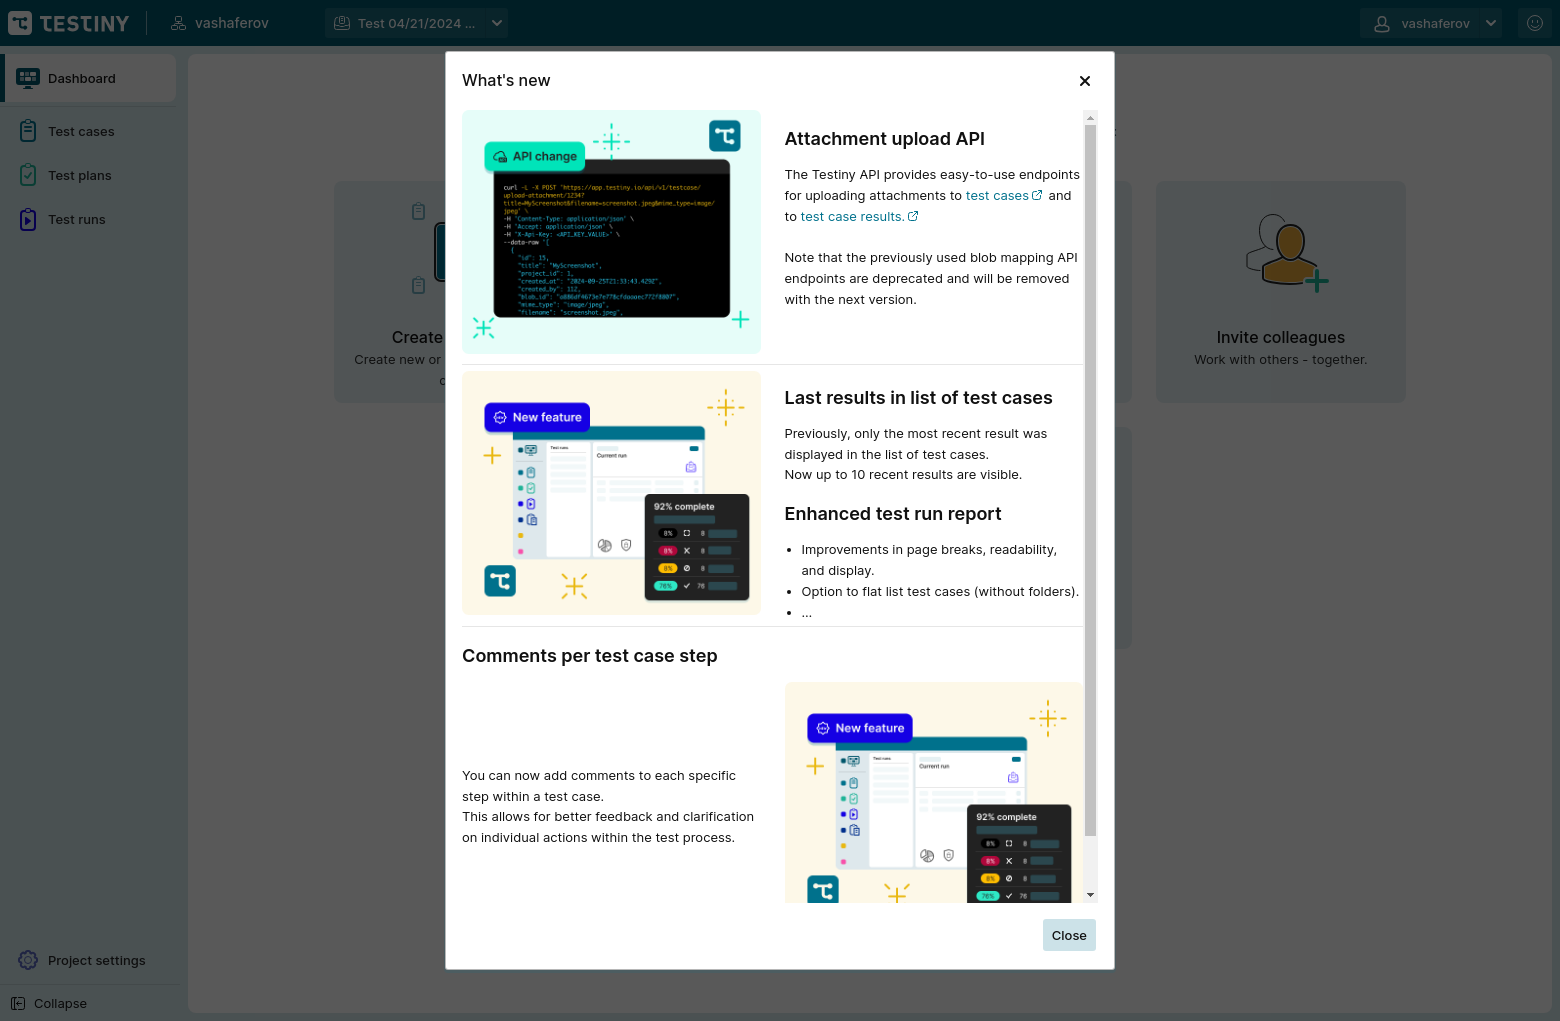 TESTINY
vashaferov
Test 04/21/2024 ...
vashaferov
Dashboard
Test cases
Test plans
Test runs
Project settings
Collapse
Create
Create new or
Invite colleagues
Work with others - together.
What's new
API change
curl -L -X POST 'https://app.testiny.io/api/v1/testcase/
upload-attachment/1234?
title=MyScreenshot&filename=screenshot.jpeg&mime_type=image/
jpeg' \
-H 'Content-Type: application/json' \
-H 'Accept: application/json' \
-H 'X-Api-Key: <API_KEY_VALUE>' \
--data-raw '[
{
"id": 15,
"title": "MyScreenshot",
"project_id": 1,
"created_at": "2024-09-25T21:33:43.429Z",
"created_by": 112,
"mime_type": "image/jpeg",
"filename": "screenshot.jpeg",
Attachment upload API
The Testiny API provides easy-to-use endpoints
for uploading attachments to test cases and
to test case results.
Note that the previously used blob mapping API
endpoints are deprecated and will be removed
with the next version.
New feature
Test runs
Current run
92% complete
8% 8
8% 8
8% 8
76% 76
Last results in list of test cases
Previously, only the most recent result was
displayed in the list of test cases.
Now up to 10 recent results are visible.
Enhanced test run report
• Improvements in page breaks, readability,
and display.
• Option to flat list test cases (without folders).
• ...
Comments per test case step
You can now add comments to each specific
step within a test case.
This allows for better feedback and clarification
on individual actions within the test process.
New feature
Test runs
Current run
92% complete
8% 8
8% 8
8% 8
76% 76
Close